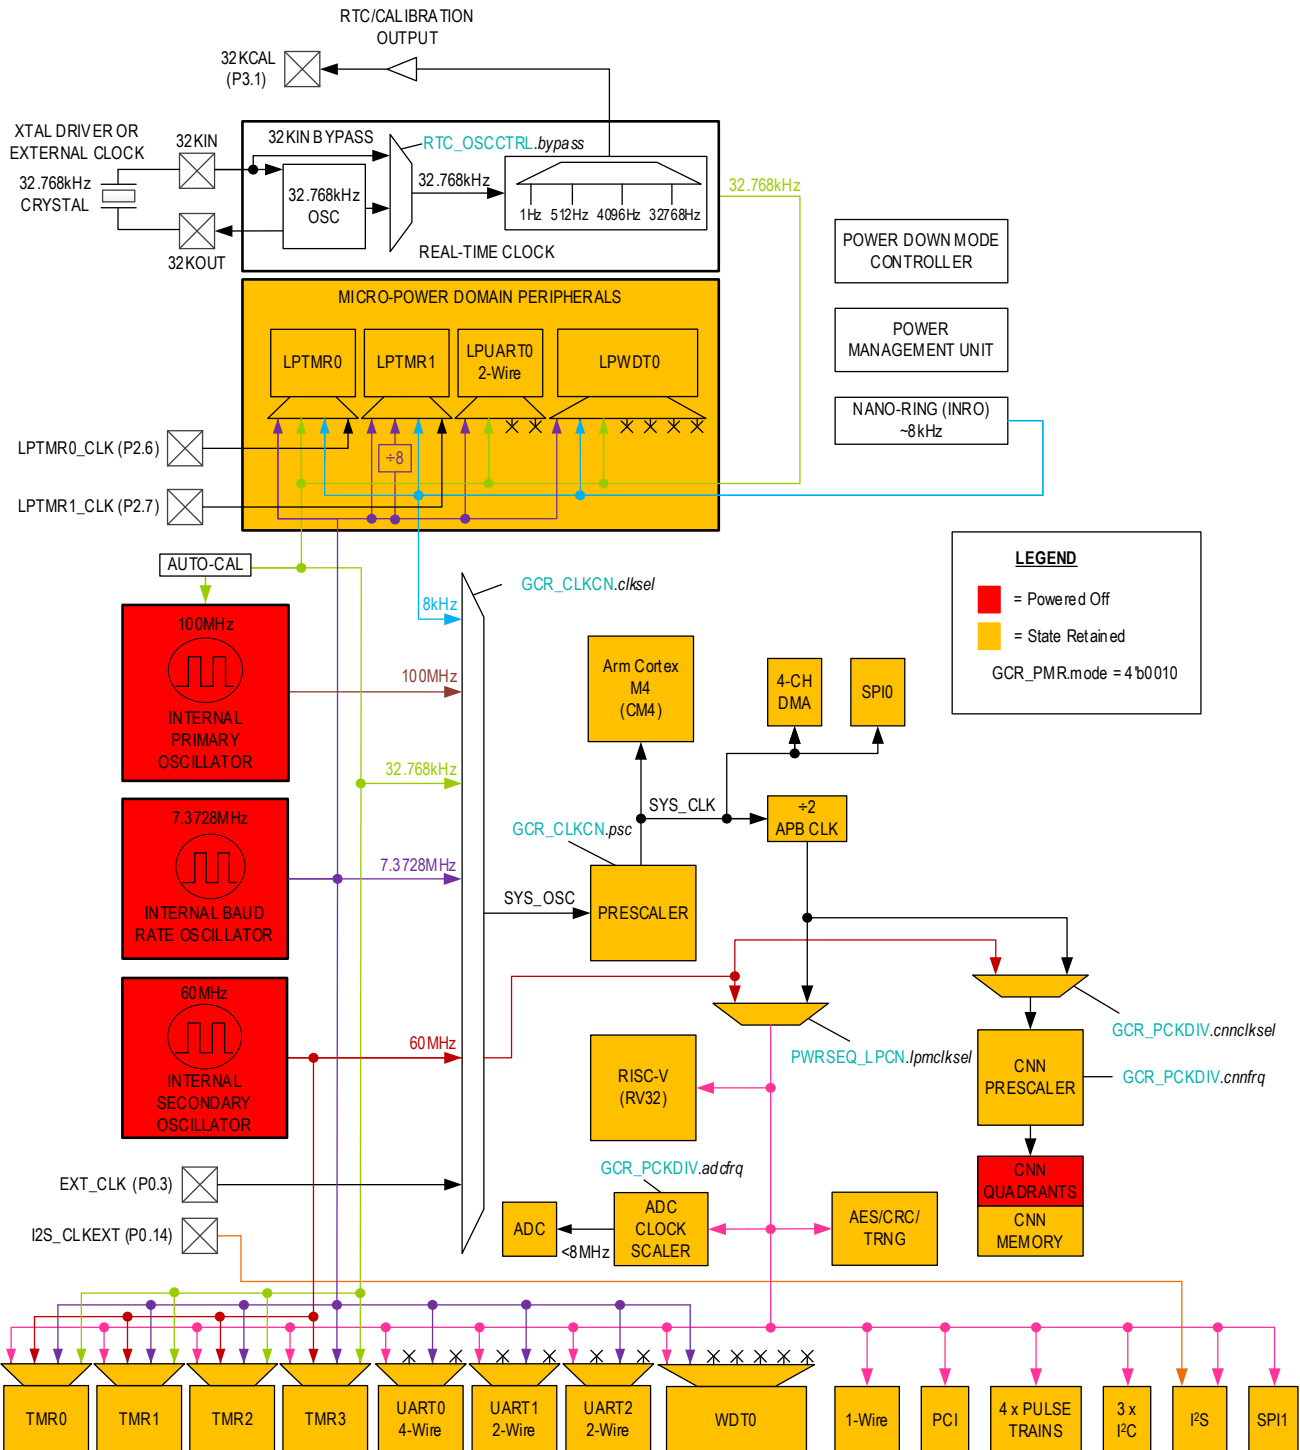 RTC/CALIBRATION
OUTPUT
32KCAL
(P3.1)
XTAL DRIVER OR
EXTERNAL CLOCK
32KIN
32KIN BYPASS
RTC_OSCCTRL.bypass
32.768kHz
CRYSTAL
32.768kHz
OSC
32.768kHz
1Hz 512Hz 4096Hz 32768Hz
32KOUT
REAL-TIME CLOCK
32.768kHz
POWER DOWN MODE
CONTROLLER
POWER
MANAGEMENT UNIT
NANO-RING (INRO)
~8kHz
MICRO-POWER DOMAIN PERIPHERALS
LPTMR0
LPTMR1
LPUART0
2-Wire
LPWDT0
LPTMR0_CLK (P2.6)
÷8
LPTMR1_CLK (P2.7)
AUTO-CAL
LEGEND
= Powered Off
= State Retained
GCR_PMR.mode = 4'b0010
GCR_CLKCN.clksel
8kHz
100MHz
INTERNAL
PRIMARY
OSCILLATOR
100MHz
32.768kHz
7.3728MHz
INTERNAL BAUD
RATE OSCILLATOR
7.3728MHz
60MHz
INTERNAL
SECONDARY
OSCILLATOR
60MHz
Arm Cortex
M4
(CM4)
4-CH
DMA
SPI0
SYS_CLK
÷2
APB CLK
GCR_CLKCN.psc
SYS_OSC
PRESCALER
GCR_PCKDIV.cnnclksel
PWRSEQ_LPCN.lpmclksel
RISC-V
(RV32)
CNN
PRESCALER
GCR_PCKDIV.cnnfrq
CNN
QUADRANTS
CNN
MEMORY
GCR_PCKDIV.adcfrq
EXT_CLK (P0.3)
I2S_CLKEXT (P0.14)
ADC
<8MHz
ADC
CLOCK
SCALER
AES/CRC/
TRNG
TMR0
TMR1
TMR2
TMR3
UART0
4-Wire
UART1
2-Wire
UART2
2-Wire
WDT0
1-Wire
PCI
4 x PULSE
TRAINS
3 x
I²C
I²S
SPI1